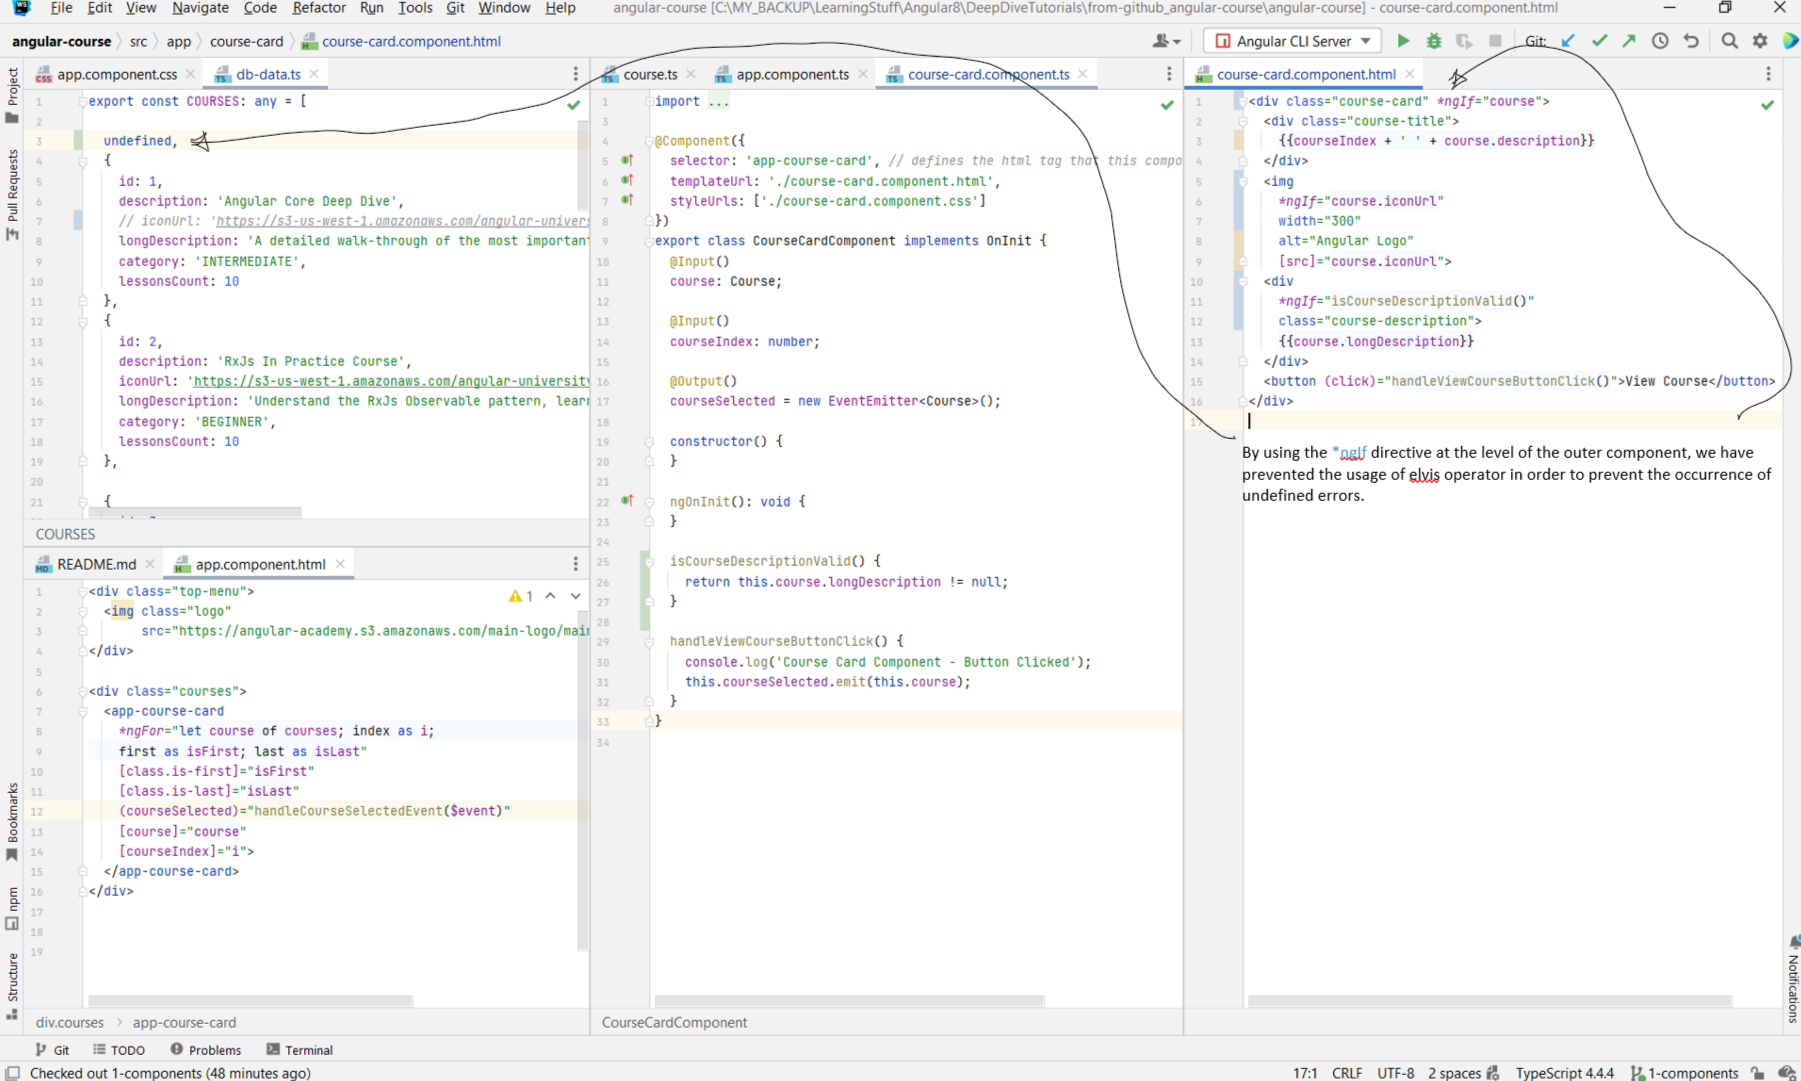 File Edit View Navigate Code Refactor Run Tools Git Window Help angular-course [C:\MY_BACKUP\LearningStuff\Angular8\DeepDiveTutorials\from-github_angular-course\angular-course] - course-card.component.html
angular-course src app course-card course-card.component.html Angular CLI Server Git:
Project
Pull Requests
Bookmarks
npm
Structure
app.component.css db-data.ts
1 export const COURSES: any = [
2
3 undefined,
4 {
5 id: 1,
6 description: 'Angular Core Deep Dive',
7 // iconUrl: 'https://s3-us-west-1.amazonaws.com/angular-univers
8 longDescription: 'A detailed walk-through of the most important
9 category: 'INTERMEDIATE',
10 lessonsCount: 10
11 },
12 {
13 id: 2,
14 description: 'RxJs In Practice Course',
15 iconUrl: 'https://s3-us-west-1.amazonaws.com/angular-university
16 longDescription: 'Understand the RxJs Observable pattern, lear
17 category: 'BEGINNER',
18 lessonsCount: 10
19 },
20
21 {
COURSES
README.md app.component.html
1 <div class="top-menu">
1
2 <img class="logo"
3 src="https://angular-academy.s3.amazonaws.com/main-logo/mai
4 </div>
5
6 <div class="courses">
7 <app-course-card
8 *ngFor="let course of courses; index as i;
9 first as isFirst; last as isLast"
10 [class.is-first]="isFirst"
11 [class.is-last]="isLast"
12 (courseSelected)="handleCourseSelectedEvent($event)"
13 [course]="course"
14 [courseIndex]="i">
15 </app-course-card>
16 </div>
17
18
19
div.courses app-course-card
course.ts app.component.ts course-card.component.ts
1 import ...
3
4 @Component({
5 selector: 'app-course-card', // defines the html tag that this compo
6 templateUrl: './course-card.component.html',
7 styleUrls: ['./course-card.component.css']
8 })
9 export class CourseCardComponent implements OnInit {
10 @Input()
11 course: Course;
12
13 @Input()
14 courseIndex: number;
15
16 @Output()
17 courseSelected = new EventEmitter<Course>();
18
19 constructor() {
20 }
21
22 ngOnInit(): void {
23 }
24
25 isCourseDescriptionValid() {
26 return this.course.longDescription != null;
27 }
28
29 handleViewCourseButtonClick() {
30 console.log('Course Card Component - Button Clicked');
31 this.courseSelected.emit(this.course);
32 }
33 }
34
CourseCardComponent
course-card.component.html
1 <div class="course-card" *ngIf="course">
2 <div class="course-title">
3 {{courseIndex + ' ' + course.description}}
4 </div>
5 <img
6 *ngIf="course.iconUrl"
7 width="300"
8 alt="Angular Logo"
9 [src]="course.iconUrl">
10 <div
11 *ngIf="isCourseDescriptionValid()"
12 class="course-description">
13 {{course.longDescription}}
14 </div>
15 <button (click)="handleViewCourseButtonClick()">View Course</button>
16 </div>
17
By using the *ngIf directive at the level of the outer component, we have
prevented the usage of elvis operator in order to prevent the occurrence of
undefined errors.
Notifications
Git TODO Problems Terminal
Checked out 1-components (48 minutes ago) 17:1 CRLF UTF-8 2 spaces TypeScript 4.4.4 1-components